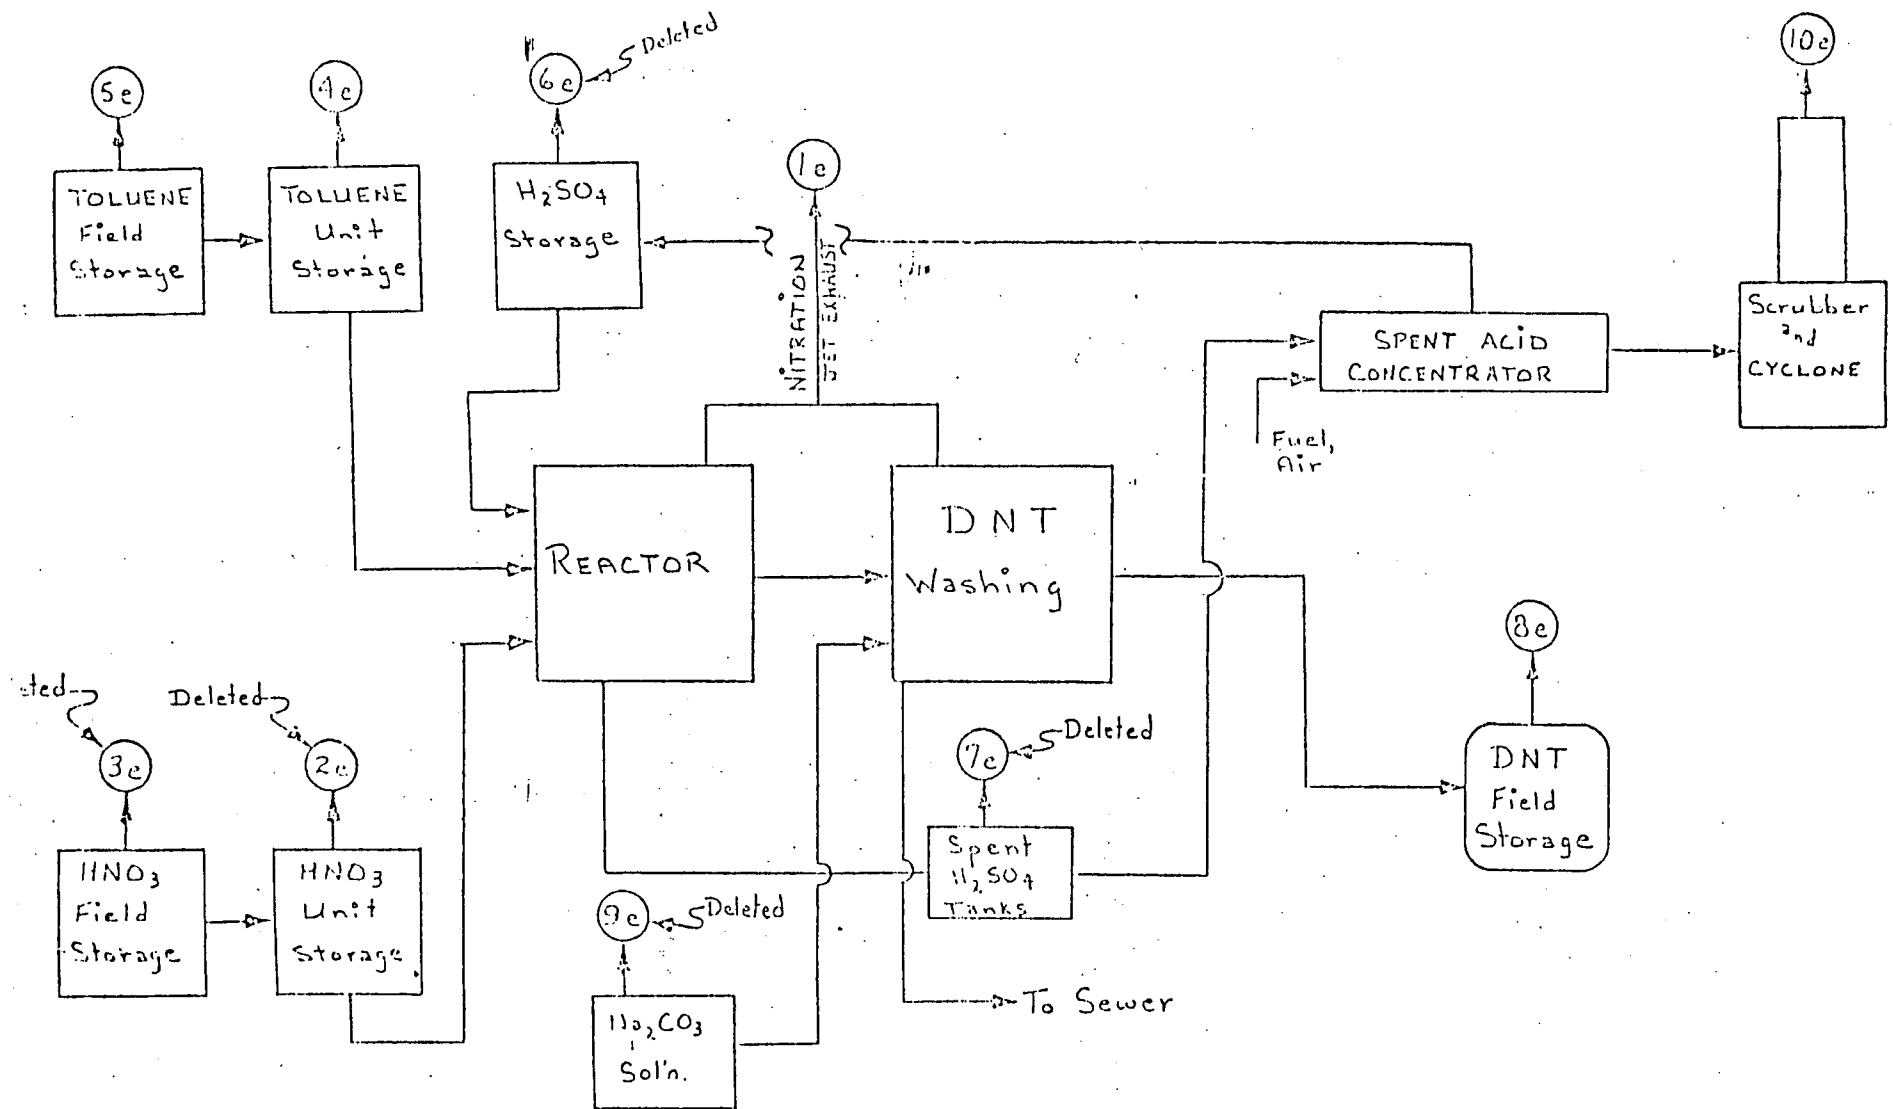 5e
4e
6e
Deleted
10e
1e
TOLUENE
Field
Storage
TOLUENE
Unit
Storage
H₂SO₄
Storage
NITRATION
JET EXHAUST
SPENT ACID
CONCENTRATOR
Fuel,
Air
Scrubber
and
CYCLONE
REACTOR
DNT
Washing
8e
DNT
Field
Storage
Deleted
3e
2e
HNO₃
Field
Storage
HNO₃
Unit
Storage
7e
Deleted
Spent
H₂SO₄
Tanks
9e
Deleted
Na₂CO₃
Sol'n.
To Sewer